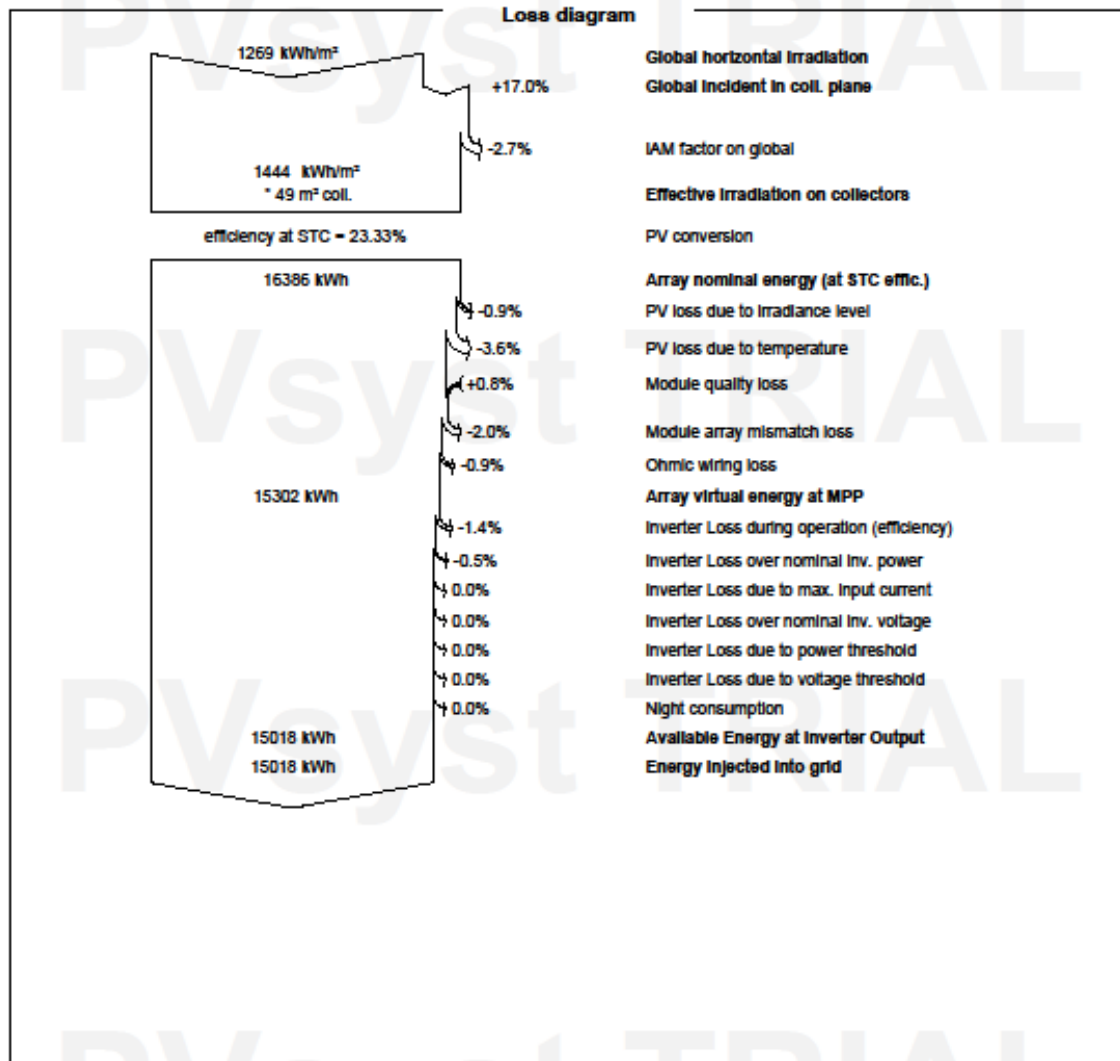 Loss diagram
1269 kWh/m² Global horizontal irradiation
+17.0% Global incident in coll. plane
-2.7% IAM factor on global
1444 kWh/m²
* 49 m² coll. Effective irradiation on collectors
efficiency at STC = 23.33% PV conversion
16386 kWh Array nominal energy (at STC effic.)
-0.9% PV loss due to irradiance level
-3.6% PV loss due to temperature
+0.8% Module quality loss
-2.0% Module array mismatch loss
-0.9% Ohmic wiring loss
15302 kWh Array virtual energy at MPP
-1.4% Inverter Loss during operation (efficiency)
-0.5% Inverter Loss over nominal inv. power
0.0% Inverter Loss due to max. input current
0.0% Inverter Loss over nominal inv. voltage
0.0% Inverter Loss due to power threshold
0.0% Inverter Loss due to voltage threshold
0.0% Night consumption
15018 kWh Available Energy at Inverter Output
15018 kWh Energy injected into grid
PVsyst TRIAL
PVsyst TRIAL
PVsyst TRIAL
PVsyst TRIAL